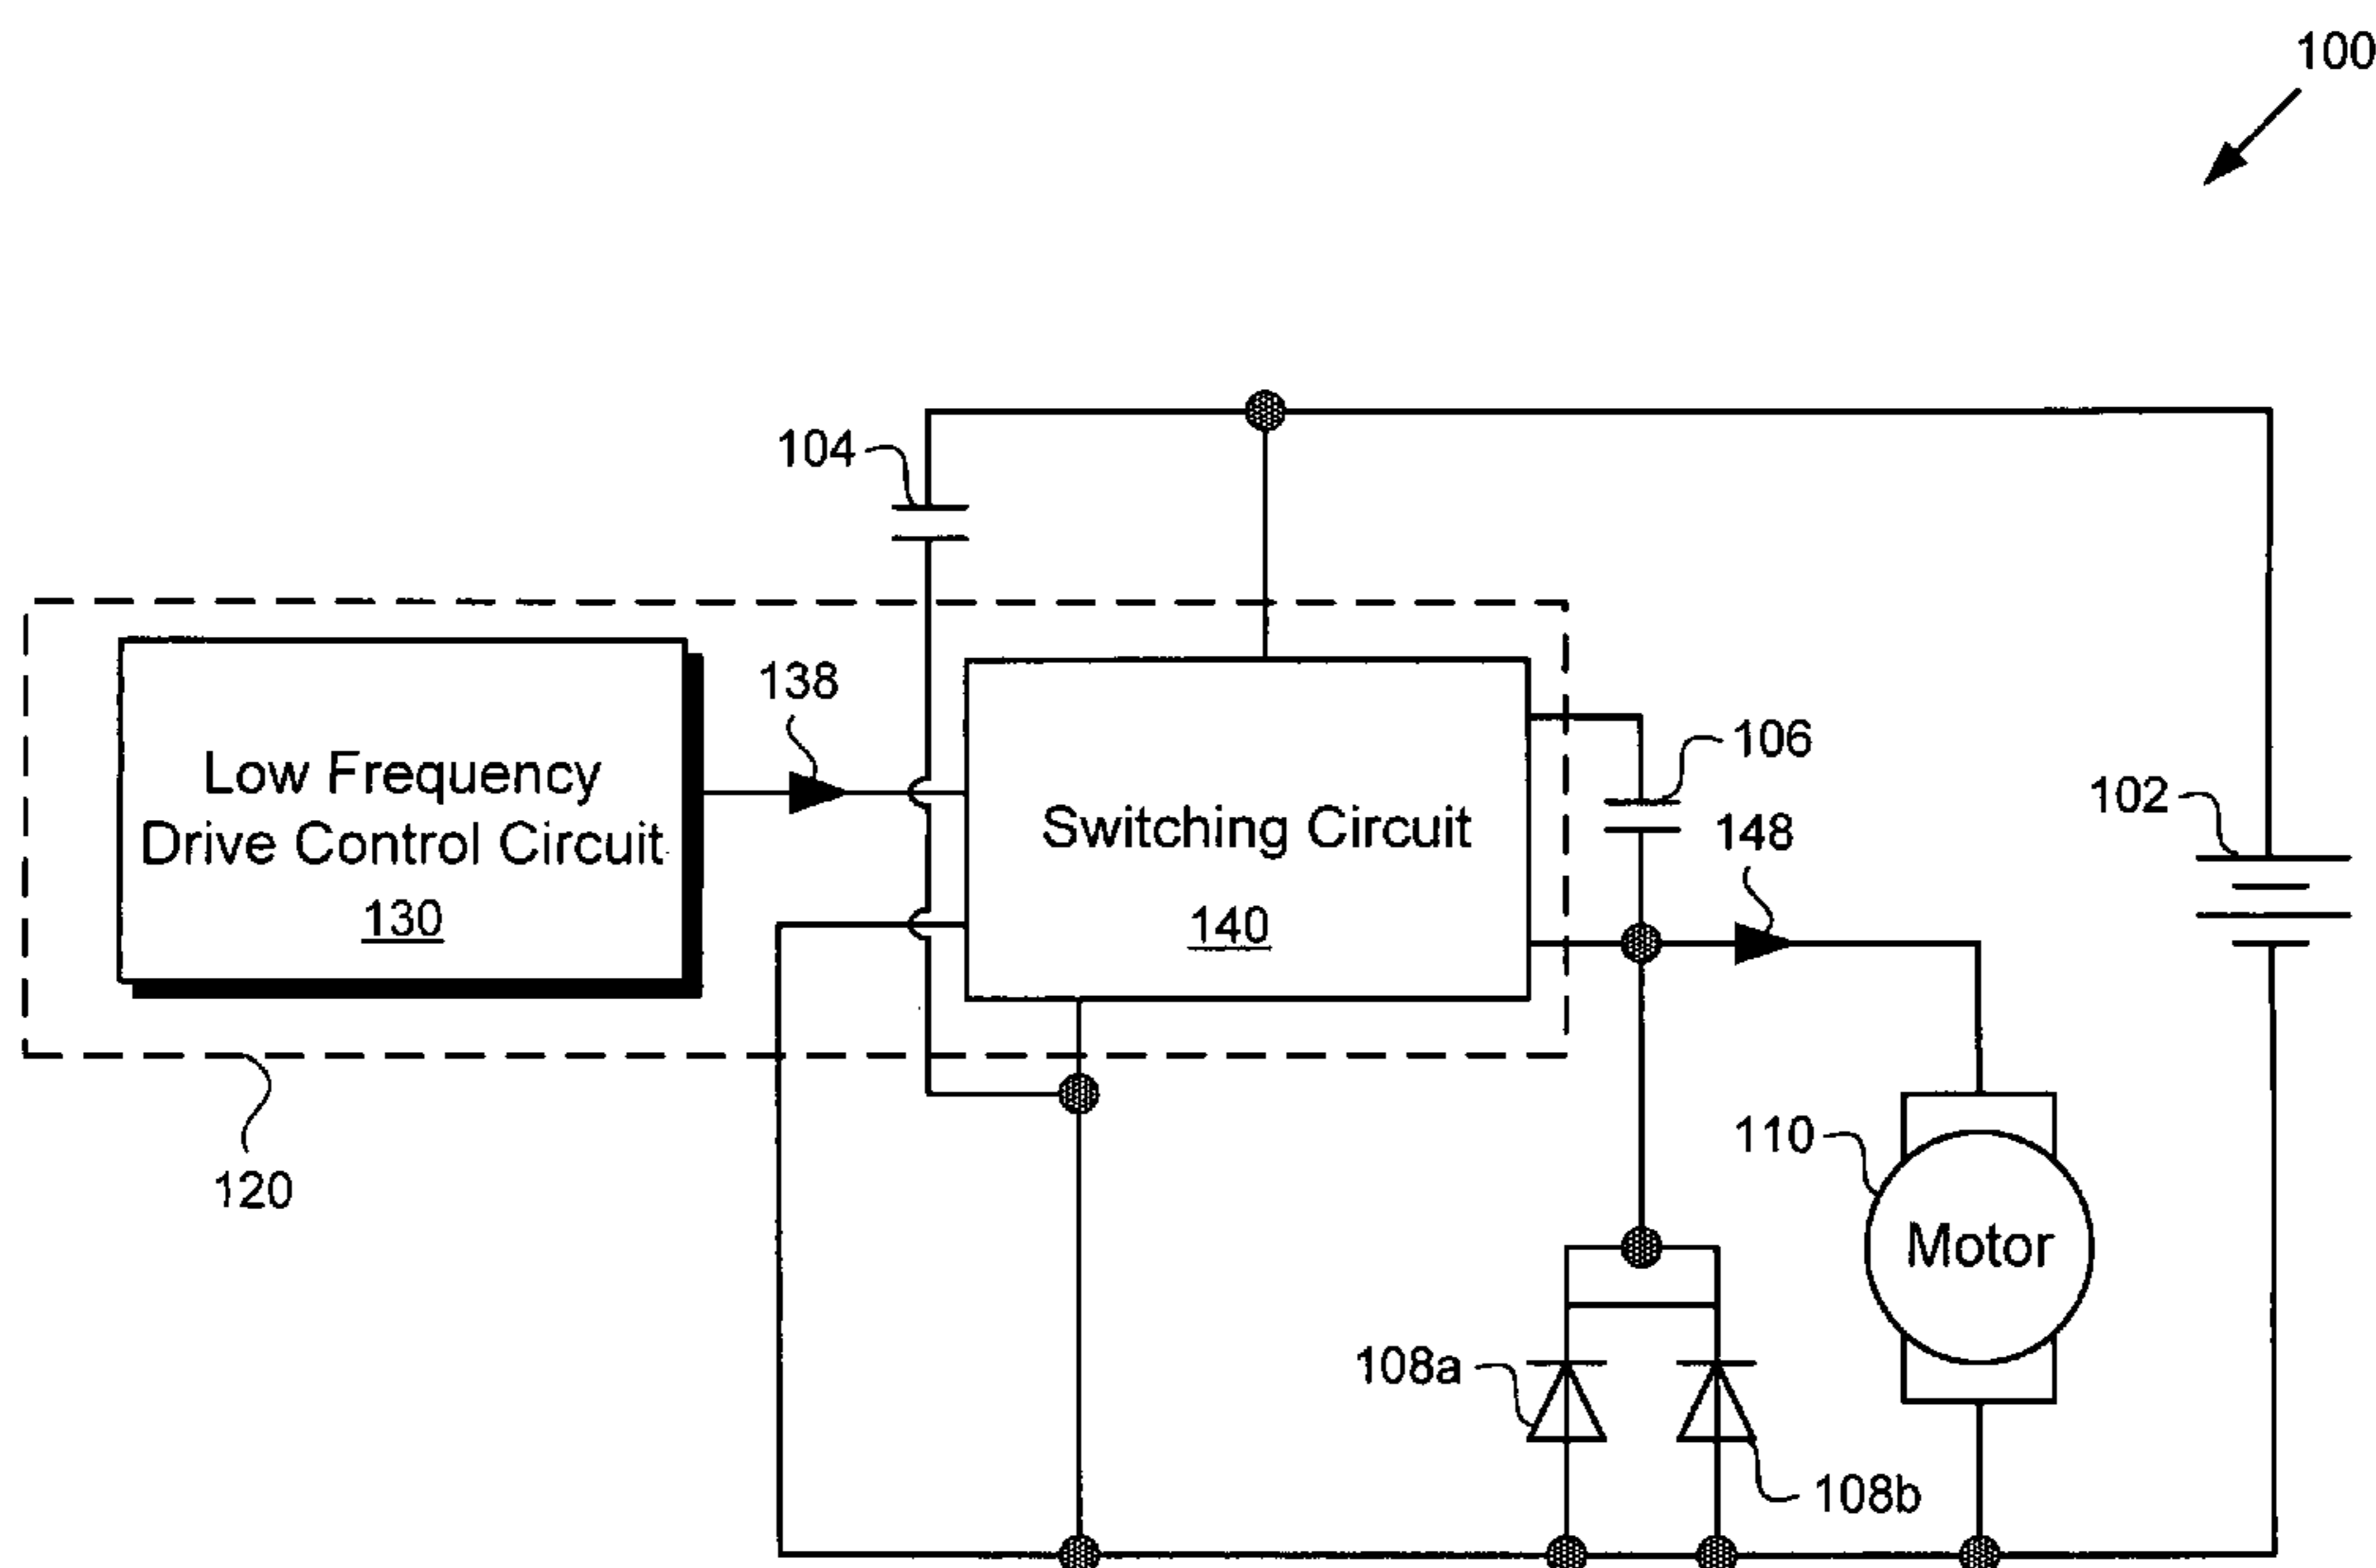 100
104
138
Low Frequency
Drive Control Circuit
130
Switching Circuit
140
106
148
102
120
110
Motor
108a
108b